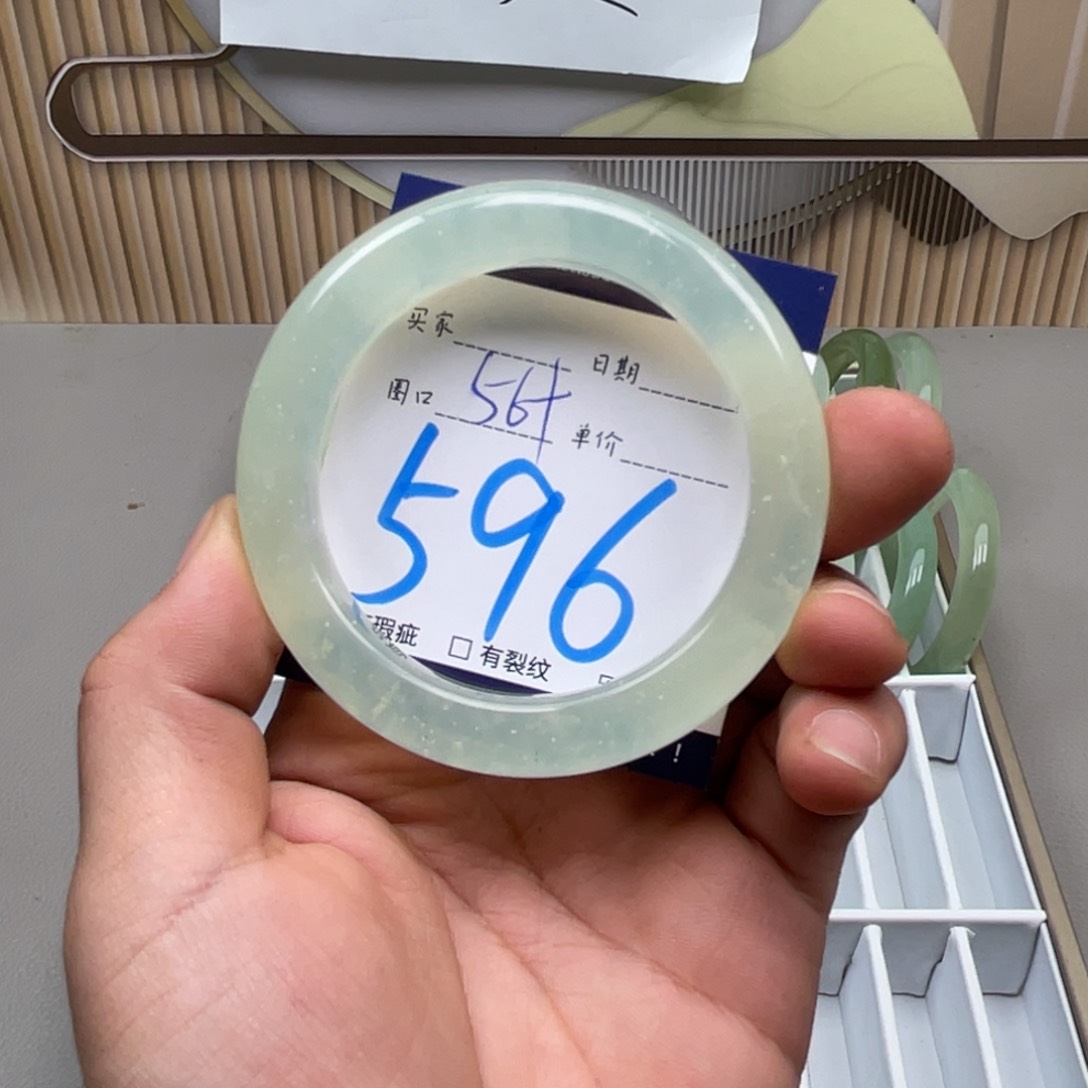 买家 日期
圈口 56+ 单价
596
瑕疵 □ 有裂纹
!